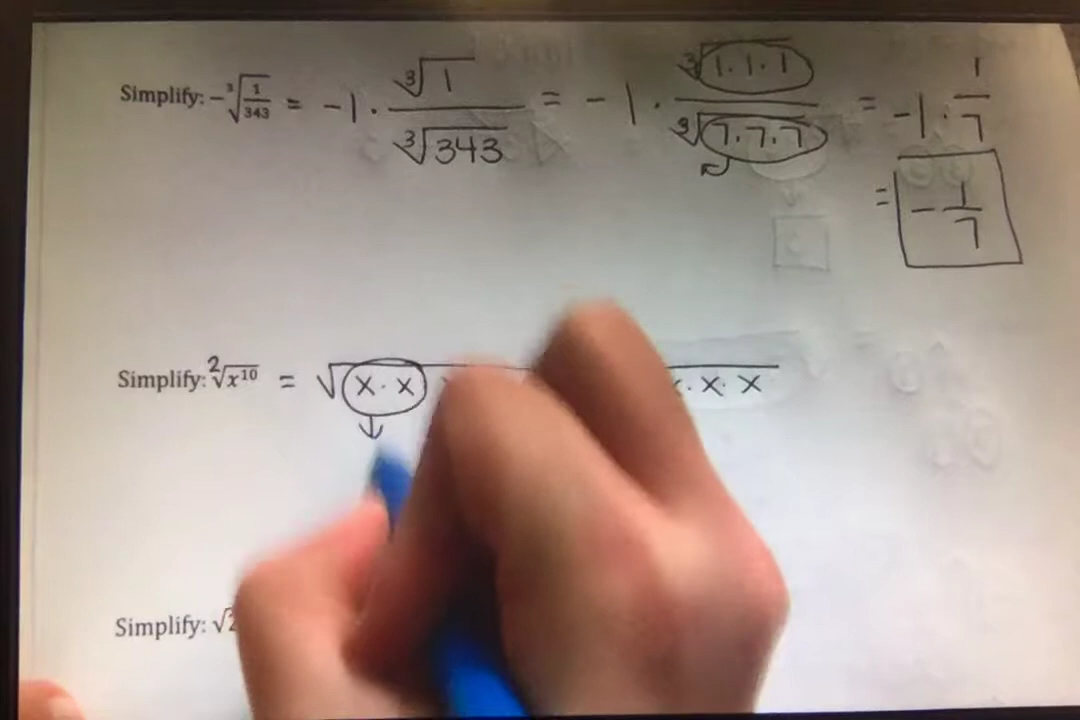 Simplify: -∛(1/343) = -1 · ∛1/∛343 = -1 · ∛(1·1·1)/∛(7·7·7) = -1 · 1/7
= -1/7
Simplify: ²√x¹⁰ = √x · x · x · x
Simplify: √